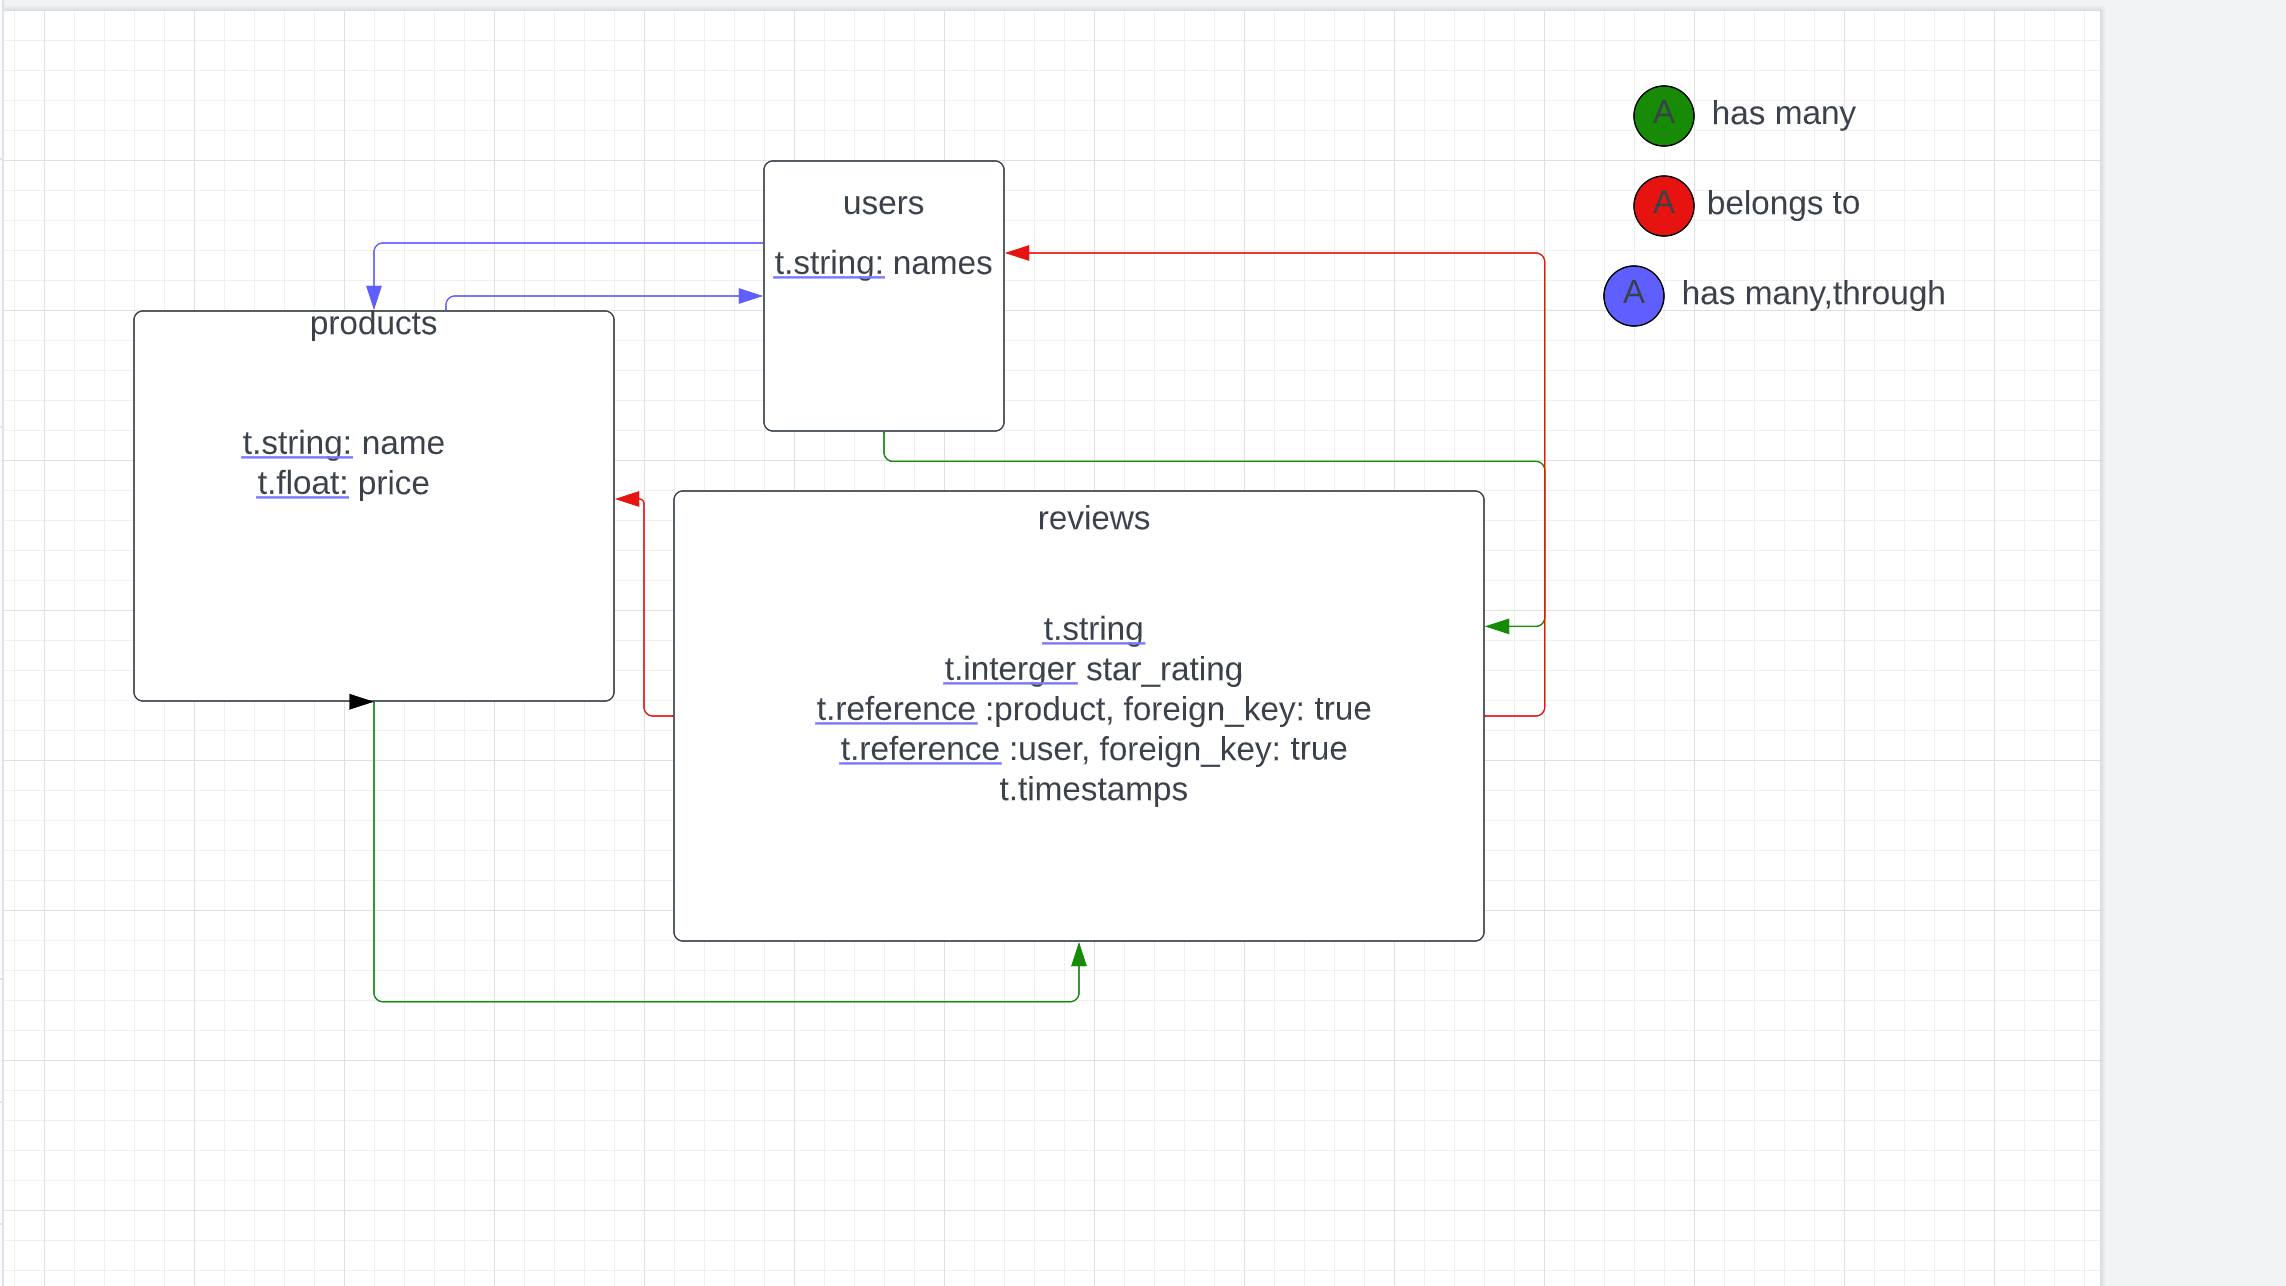 A has many
A belongs to
A has many,through
users
t.string: names
products
t.string: name
t.float: price
reviews
t.string
t.interger star_rating
t.reference :product, foreign_key: true
t.reference :user, foreign_key: true
t.timestamps